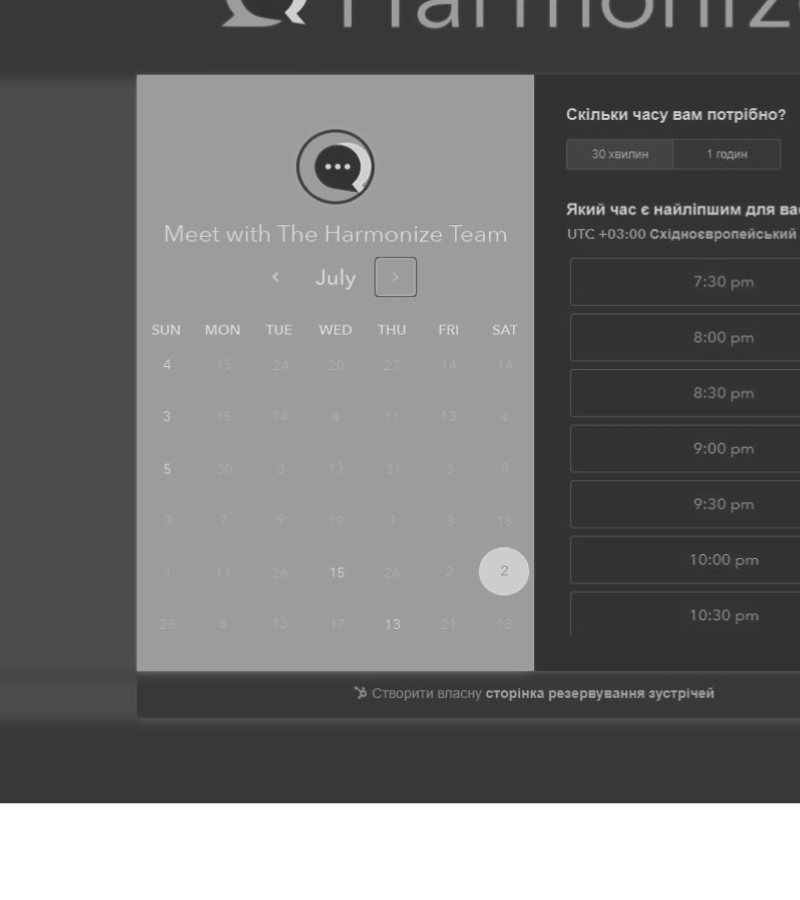 Harmonize
Meet with The Harmonize Team
July
SUN MON TUE WED THU FRI SAT
4 15 24 20 27 14 14
3 15 14 4 11 13 4
5 30 3 13 31 3 8
3 7 9 19 1 3 18
1 11 26 15 26 2 2
28 6 13 17 13 21 18
Скільки часу вам потрібно?
30 хвилин 1 годин
Який час є найліпшим для вас
UTC +03:00 Східноєвропейський
7:30 pm
8:00 pm
8:30 pm
9:00 pm
9:30 pm
10:00 pm
10:30 pm
Створити власну сторінка резервування зустрічей